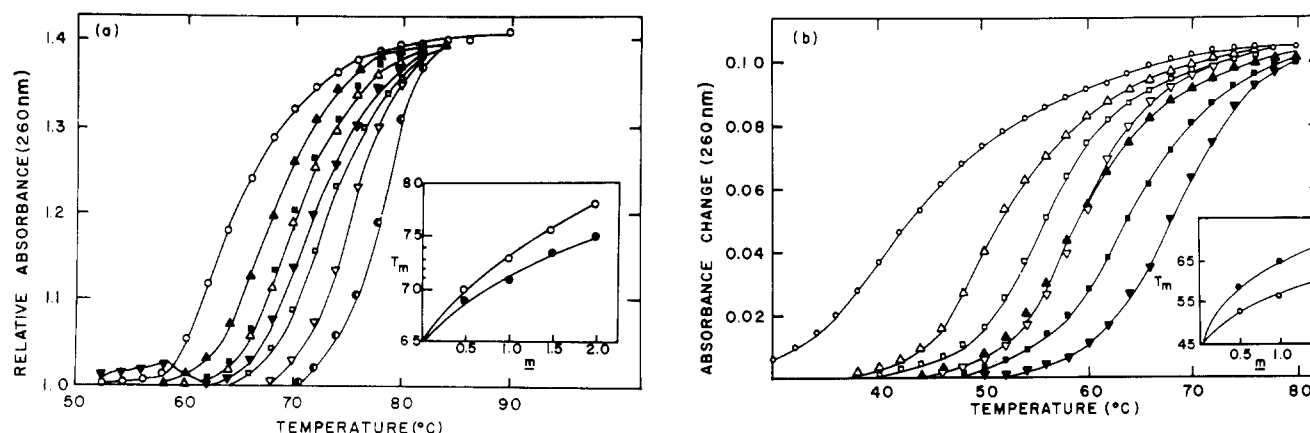 (a)
RELATIVE ABSORBANCE (260nm)
1.4
1.3
1.2
1.1
1.0
50 60 70 80 90
TEMPERATURE (°C)
80
75
Tm
70
65
0.5 1.0 1.5 2.0
m
(b)
ABSORBANCE CHANGE (260nm)
0.10
0.08
0.06
0.04
0.02
40 50 60 70 80
TEMPERATURE (°C)
65
Tm
55
45
0.5 1.0
m